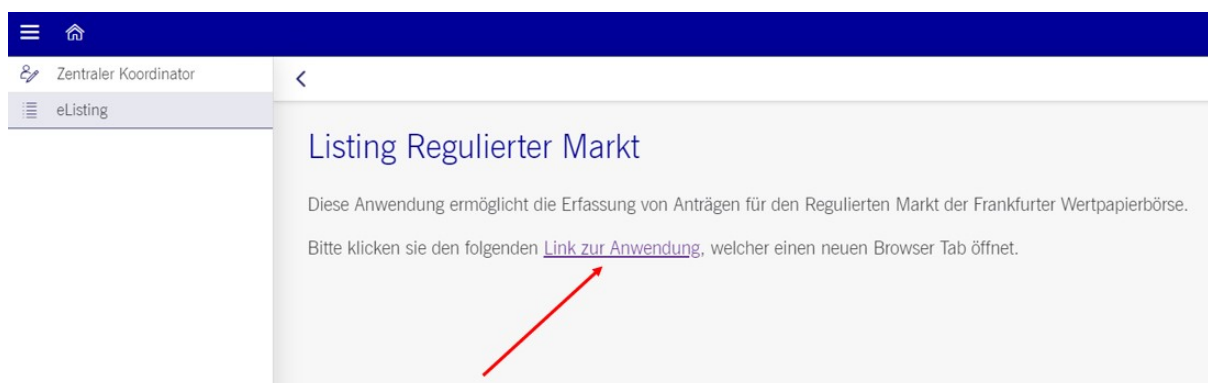 Zentraler Koordinator
eListing
Listing Regulierter Markt
Diese Anwendung ermöglicht die Erfassung von Anträgen für den Regulierten Markt der Frankfurter Wertpapierbörse.
Bitte klicken sie den folgenden Link zur Anwendung, welcher einen neuen Browser Tab öffnet.